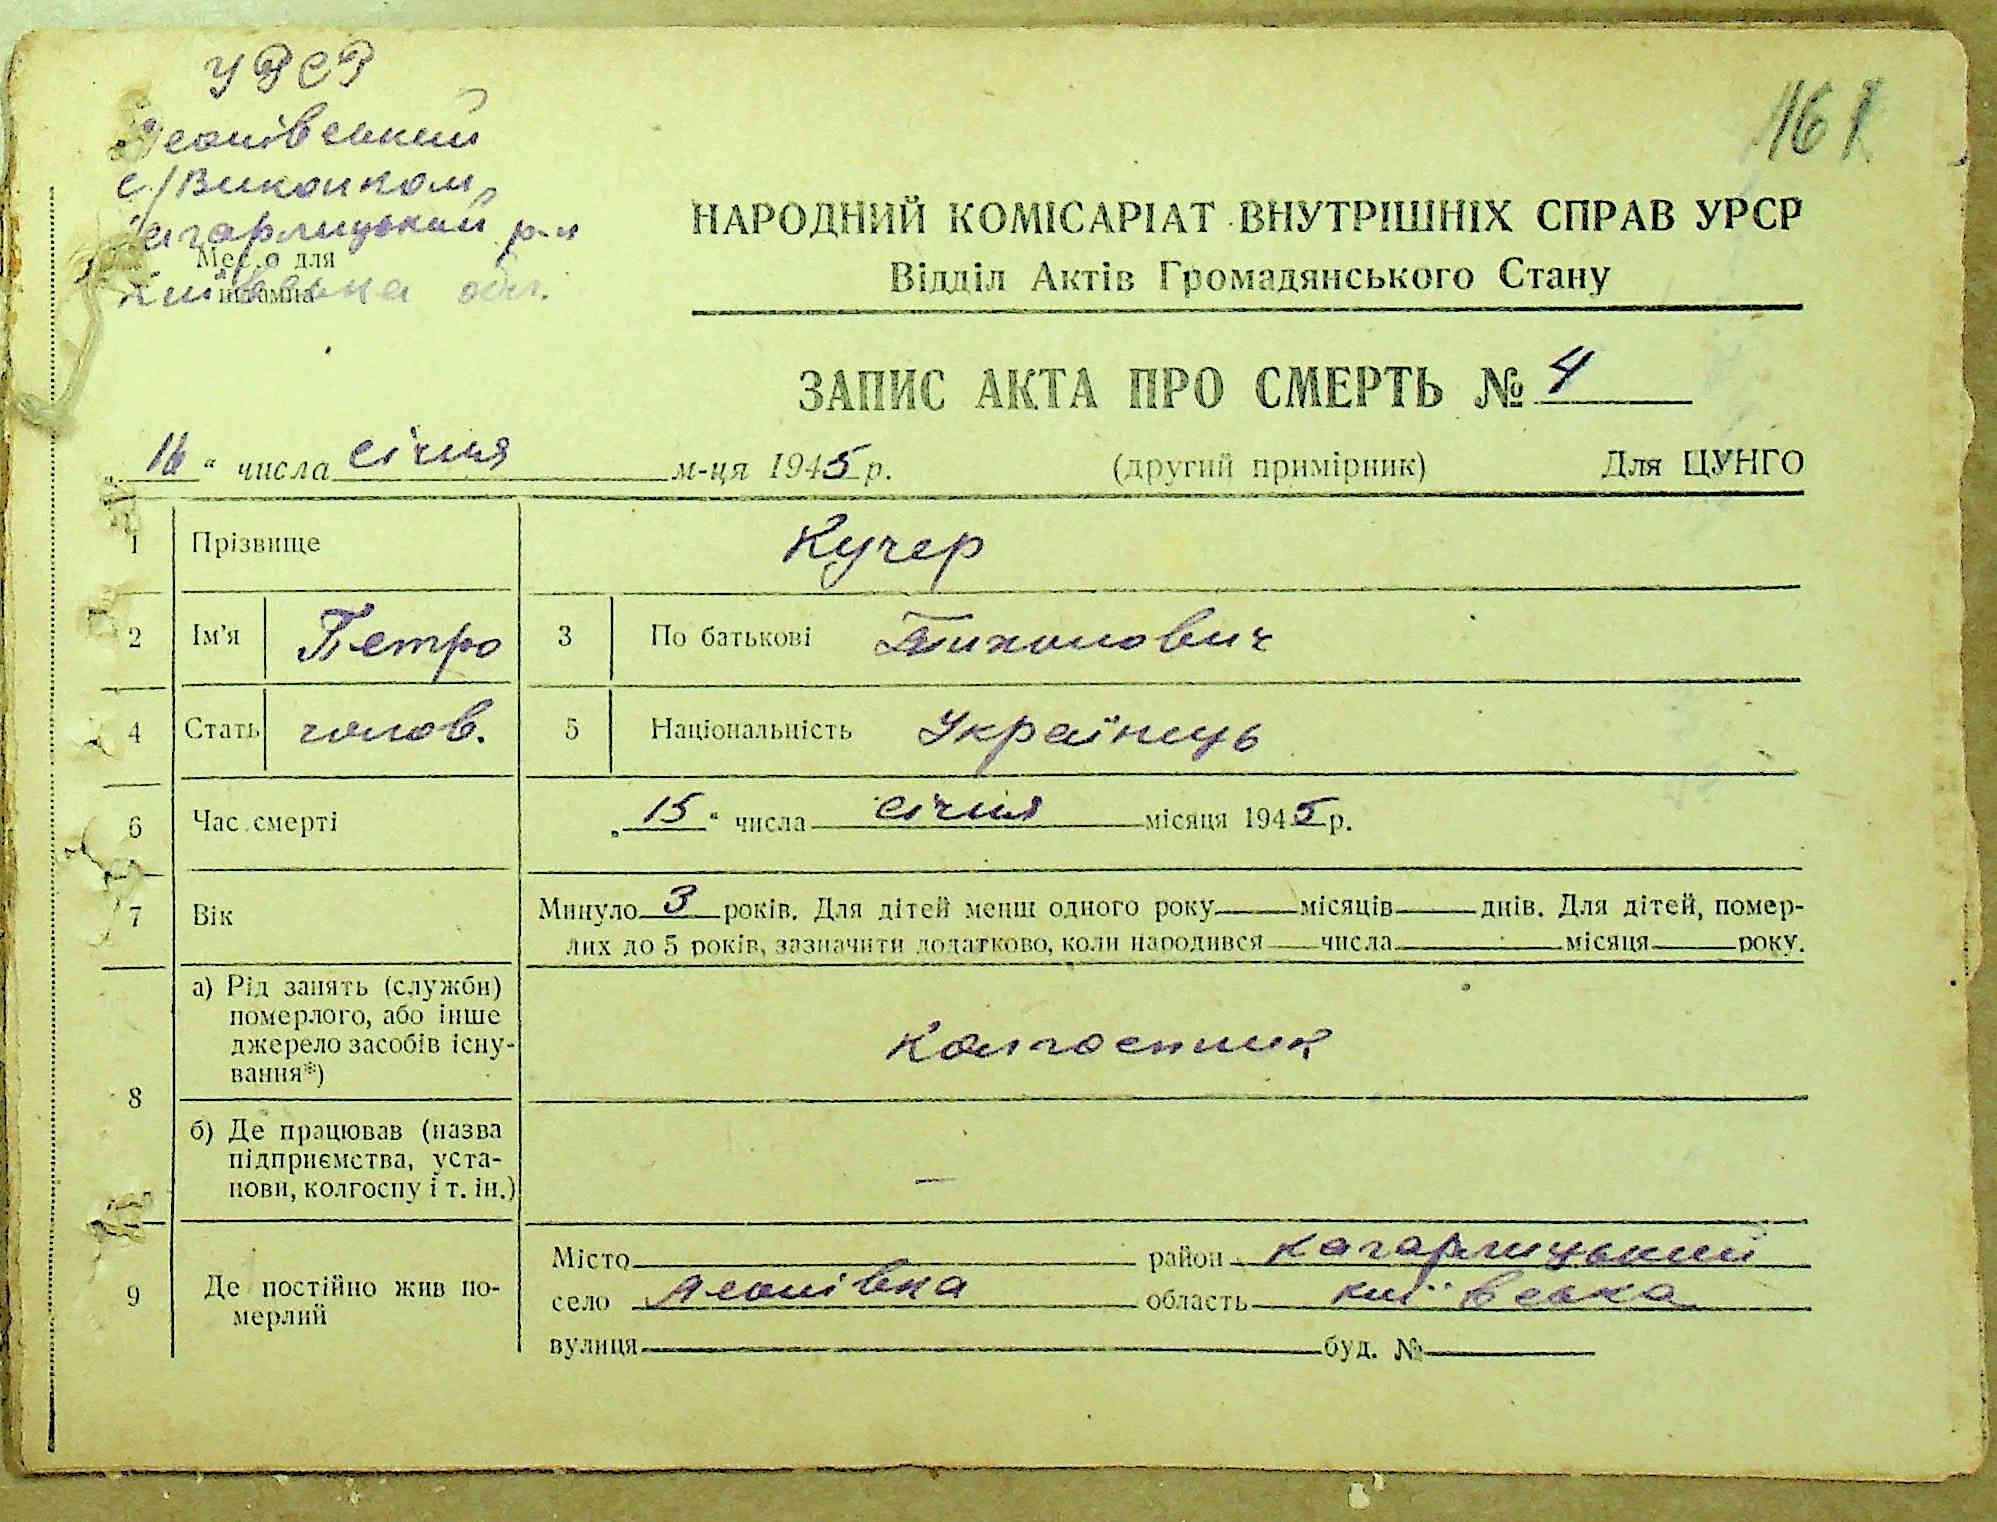 УРСР
Леонівський
с/Виконком,
Кагарлицький р-н
Місце для
Київська обл.
штампа
161
НАРОДНИЙ КОМІСАРІАТ ВНУТРІШНІХ СПРАВ УРСР
Відділ Актів Громадянського Стану
ЗАПИС АКТА ПРО СМЕРТЬ № 4
„16“ числа січня м-ця 1945 р. (другий примірник) Для ЦУНГО
1 Прізвище Кучер
2 Ім'я Петро 3 По батькові Тихонович
4 Стать чолов. 5 Національність Українець
6 Час смерті „15“ числа січня місяця 1945 р.
7 Вік Минуло 3 років. Для дітей менш одного року місяців днів. Для дітей, помер-
лих до 5 років, зазначити додатково, коли народився числа місяця року.
8 а) Рід занять (служби)
померлого, або інше
джерело засобів існу-
вання*) Колгоспник
б) Де працював (назва
підприємства, уста-
нови, колгоспу і т. ін.) —
9 Де постійно жив по-
мерлий
Місто район Кагарлицький
село Леонівка область Київська
вулиця буд. №